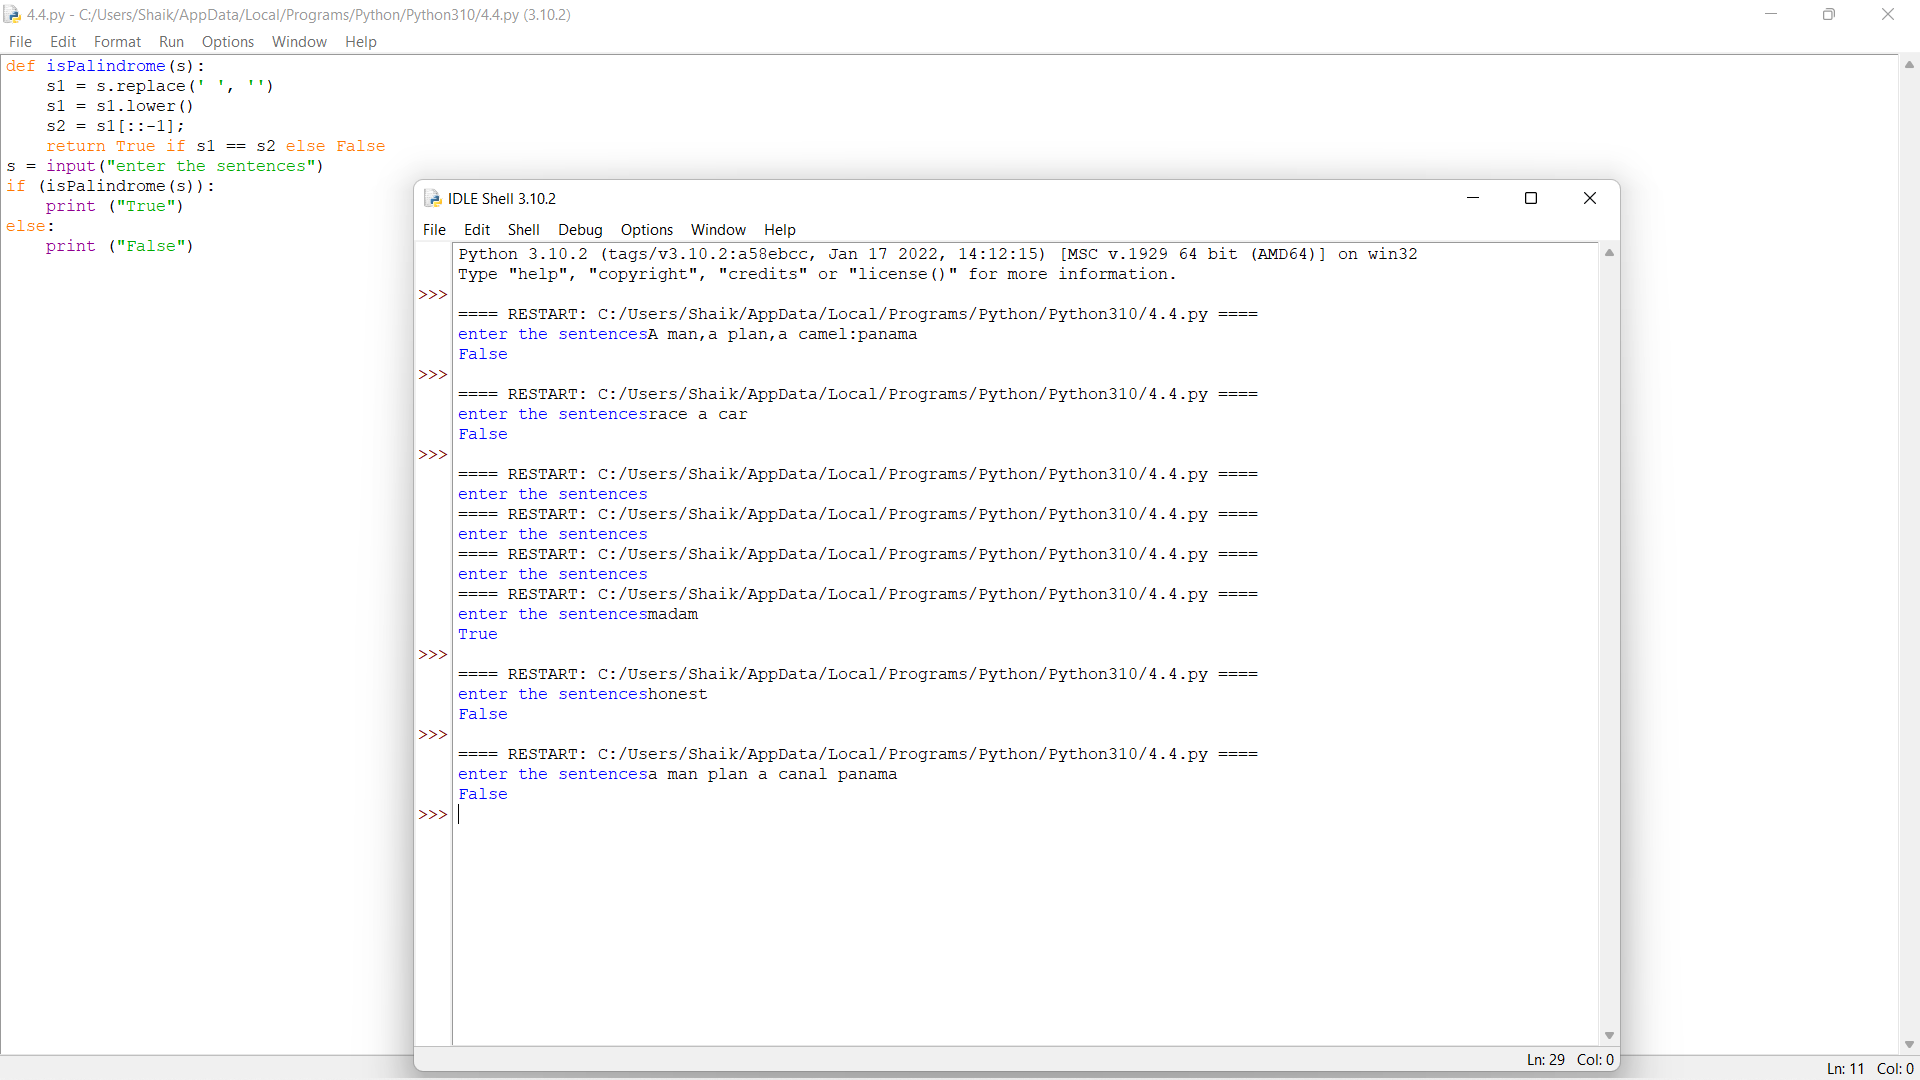 4.4.py - C:/Users/Shaik/AppData/Local/Programs/Python/Python310/4.4.py (3.10.2)
File Edit Format Run Options Window Help
def isPalindrome(s):
    s1 = s.replace(' ', '')
    s1 = s1.lower()
    s2 = s1[::-1];
    return True if s1 == s2 else False
s = input("enter the sentences")
if (isPalindrome(s)):
    print ("True")
else:
    print ("False")
IDLE Shell 3.10.2
File Edit Shell Debug Options Window Help
Python 3.10.2 (tags/v3.10.2:a58ebcc, Jan 17 2022, 14:12:15) [MSC v.1929 64 bit (AMD64)] on win32
Type "help", "copyright", "credits" or "license()" for more information.
>>>
==== RESTART: C:/Users/Shaik/AppData/Local/Programs/Python/Python310/4.4.py ====
enter the sentencesA man,a plan,a camel:panama
False
>>>
==== RESTART: C:/Users/Shaik/AppData/Local/Programs/Python/Python310/4.4.py ====
enter the sentencesrace a car
False
>>>
==== RESTART: C:/Users/Shaik/AppData/Local/Programs/Python/Python310/4.4.py ====
enter the sentences
==== RESTART: C:/Users/Shaik/AppData/Local/Programs/Python/Python310/4.4.py ====
enter the sentences
==== RESTART: C:/Users/Shaik/AppData/Local/Programs/Python/Python310/4.4.py ====
enter the sentences
==== RESTART: C:/Users/Shaik/AppData/Local/Programs/Python/Python310/4.4.py ====
enter the sentencesmadam
True
>>>
==== RESTART: C:/Users/Shaik/AppData/Local/Programs/Python/Python310/4.4.py ====
enter the sentenceshonest
False
>>>
==== RESTART: C:/Users/Shaik/AppData/Local/Programs/Python/Python310/4.4.py ====
enter the sentencesa man plan a canal panama
False
>>>
Ln: 29 Col: 0
Ln: 11 Col: 0